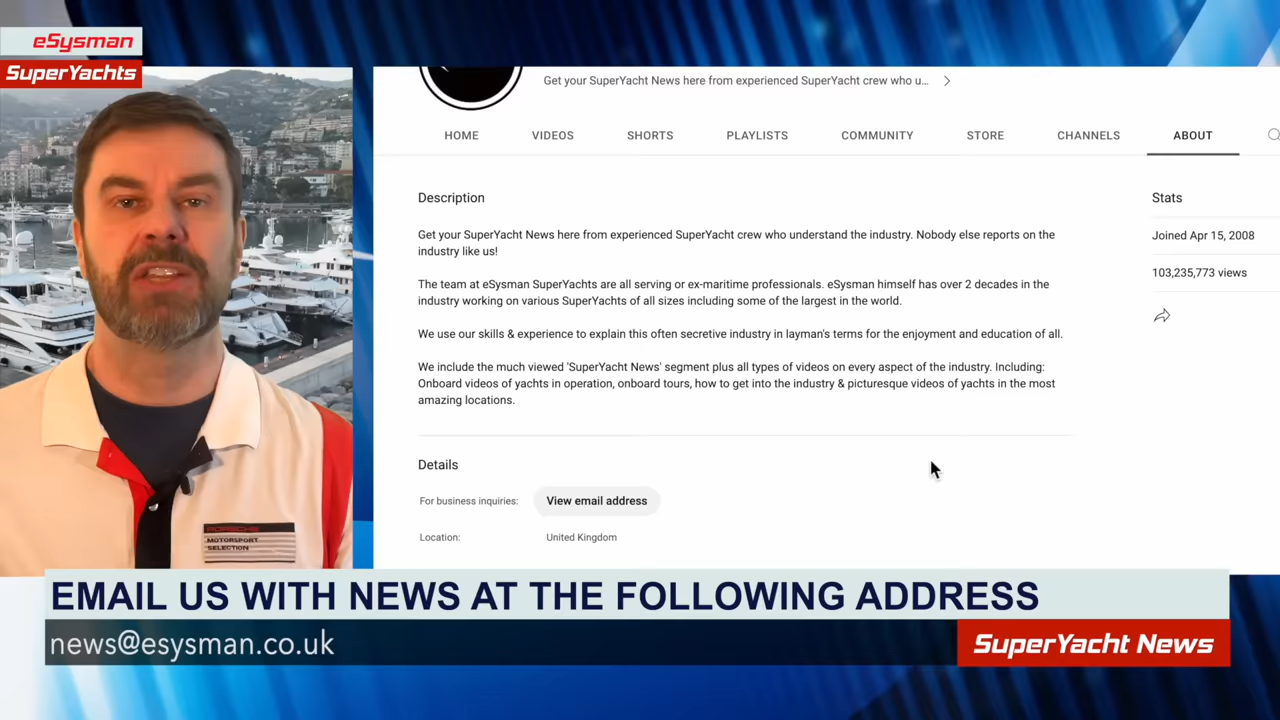 eSysman
SuperYachts
Get your SuperYacht News here from experienced SuperYacht crew who u...
HOME VIDEOS SHORTS PLAYLISTS COMMUNITY STORE CHANNELS ABOUT
Description
Stats
Get your SuperYacht News here from experienced SuperYacht crew who understand the industry. Nobody else reports on the
industry like us!
Joined Apr 15, 2008
103,235,773 views
The team at eSysman SuperYachts are all serving or ex-maritime professionals. eSysman himself has over 2 decades in the
industry working on various SuperYachts of all sizes including some of the largest in the world.
We use our skills & experience to explain this often secretive industry in layman's terms for the enjoyment and education of all.
We include the much viewed 'SuperYacht News' segment plus all types of videos on every aspect of the industry. Including:
Onboard videos of yachts in operation, onboard tours, how to get into the industry & picturesque videos of yachts in the most
amazing locations.
Details
For business inquiries: View email address
Location: United Kingdom
PORSCHE
MOTORSPORT
SELECTION
EMAIL US WITH NEWS AT THE FOLLOWING ADDRESS
news@esysman.co.uk
SuperYacht News